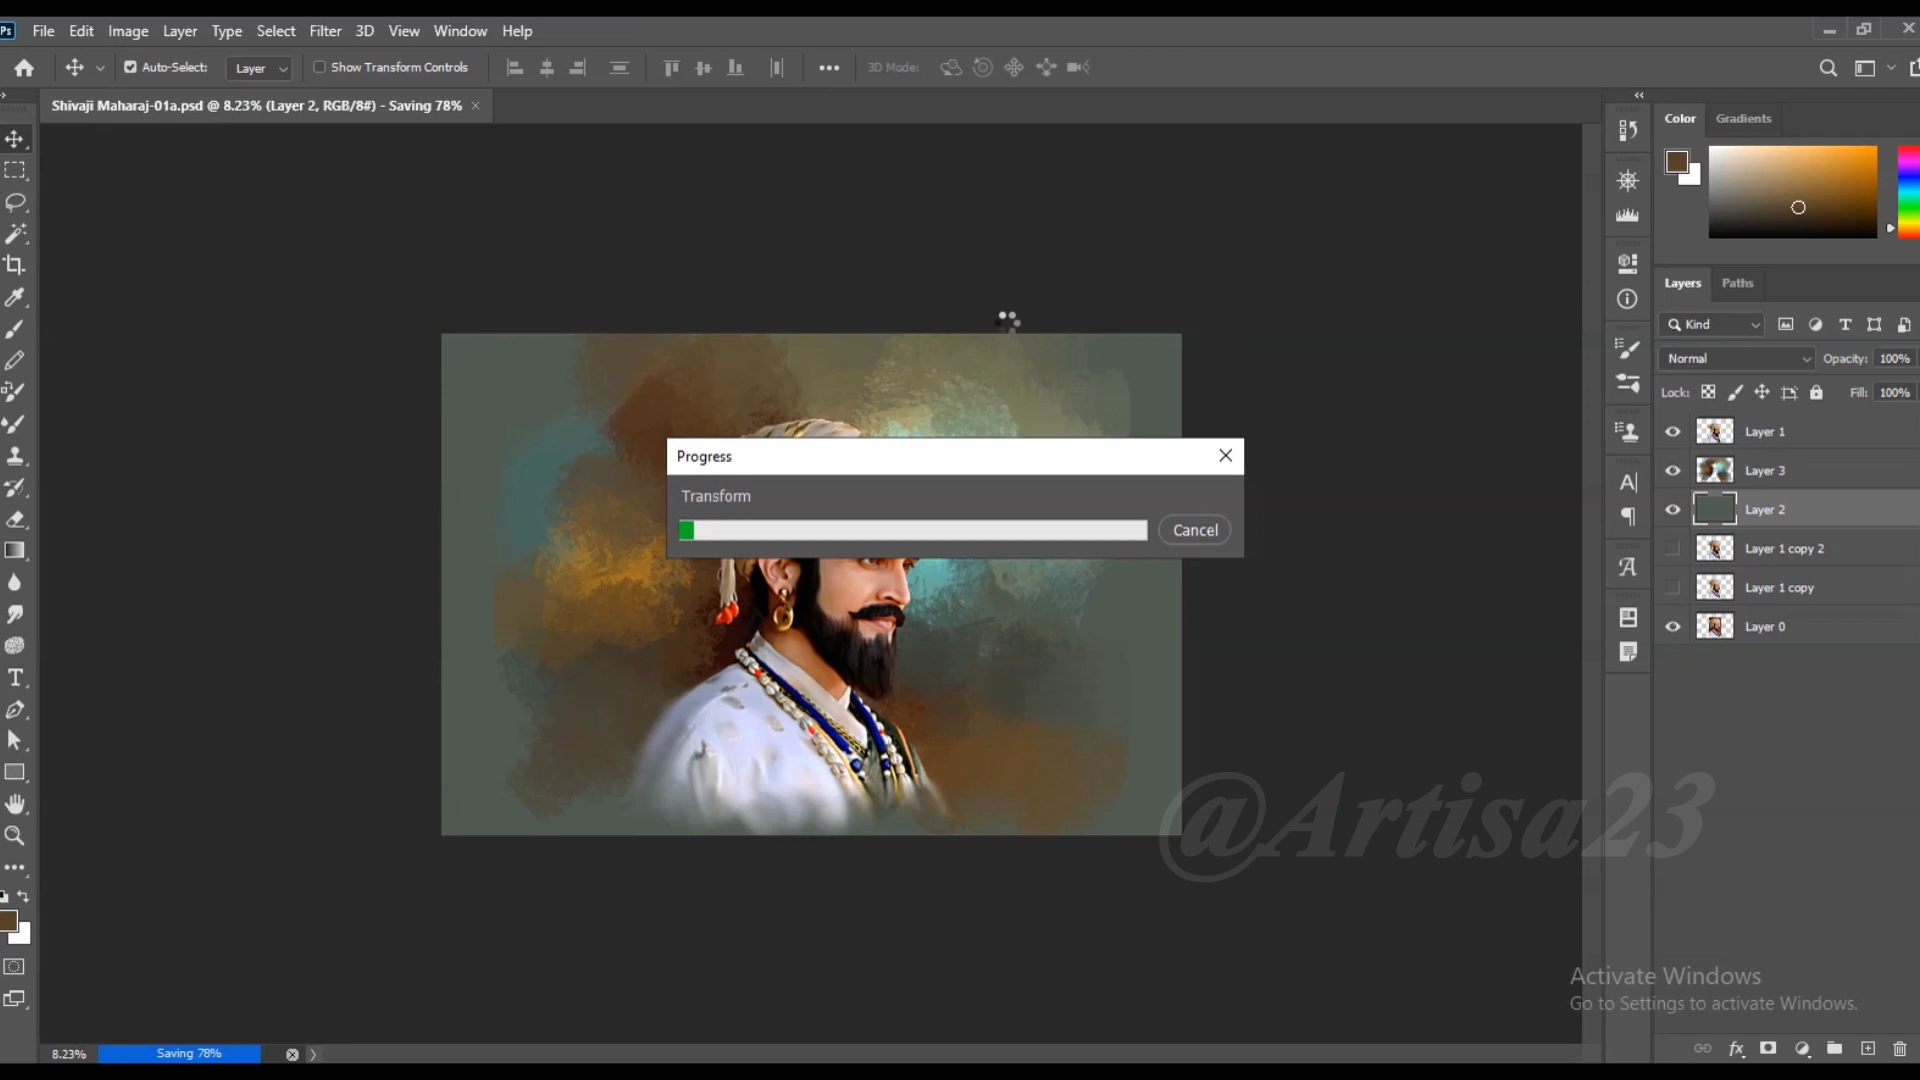 Ps File Edit Image Layer Type Select Filter 3D View Window Help
Auto-Select: Layer Show Transform Controls 3D Mode:
Shivaji Maharaj-01a.psd @ 8.23% (Layer 2, RGB/8#) - Saving 78% ×
Color Gradients
Layers Paths
Kind
Normal Opacity: 100%
Lock: Fill: 100%
Layer 1
Layer 3
Layer 2
Layer 1 copy 2
Layer 1 copy
Layer 0
Progress
Transform
Cancel
@Artisa23
Activate Windows
Go to Settings to activate Windows.
8.23% Saving 78%
fx